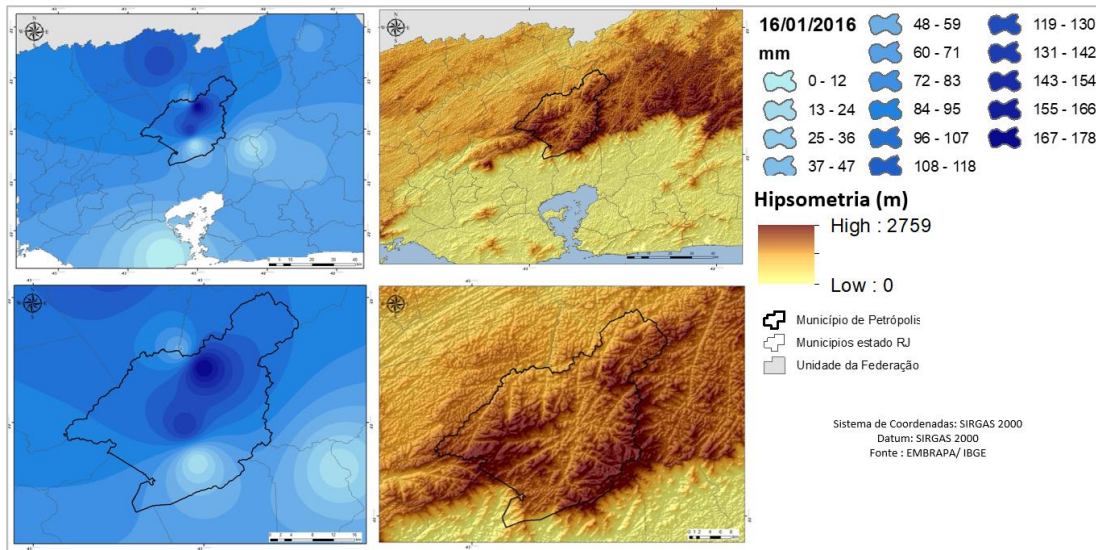 16/01/2016
mm
0 - 12
13 - 24
25 - 36
37 - 47
48 - 59
60 - 71
72 - 83
84 - 95
96 - 107
108 - 118
119 - 130
131 - 142
143 - 154
155 - 166
167 - 178
Hipsometria (m)
High : 2759
Low : 0
Município de Petrópolis
Municípios estado RJ
Unidade da Federação
Sistema de Coordenadas: SIRGAS 2000
Datum: SIRGAS 2000
Fonte : EMBRAPA/ IBGE